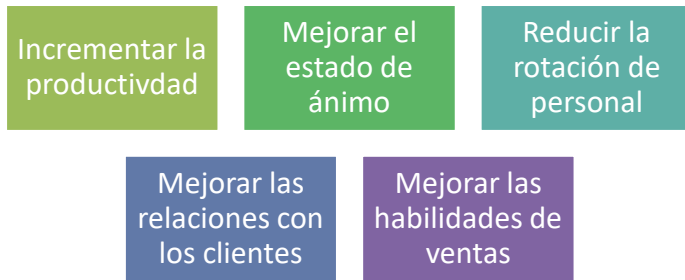 Incrementar la
productivdad
Mejorar el
estado de
ánimo
Reducir la
rotación de
personal
Mejorar las
relaciones con
los clientes
Mejorar las
habilidades de
ventas